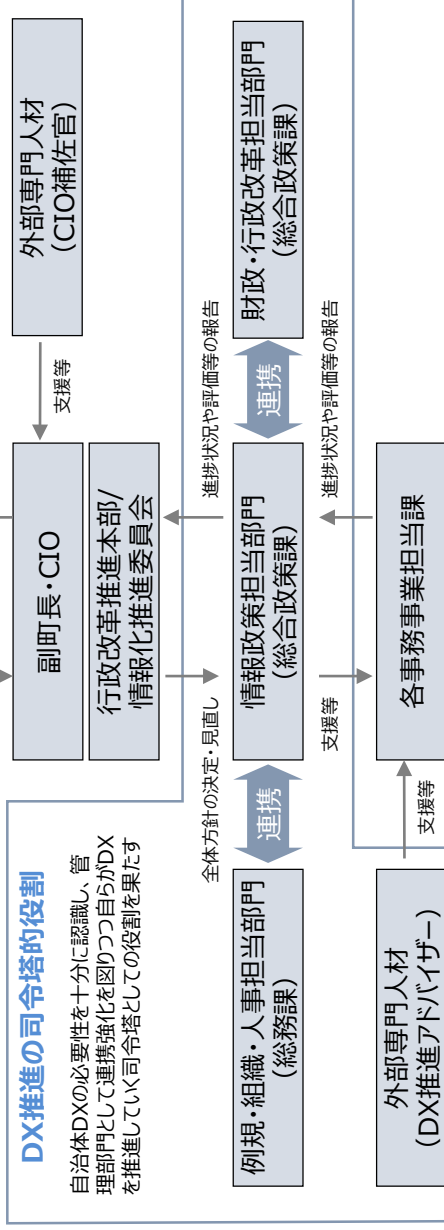 外部専門人材
（CIO補佐官）
支援等
副町長・CIO
行政改革推進本部/
情報化推進委員会
DX推進の司令塔的役割
自治体DXの必要性を十分に認識し、管
理部門として連携強化を図りつつ自らがDX
を推進していく司令塔としての役割を果たす
全体方針の決定・見直し
進捗状況や評価等の報告
例規・組織・人事担当部門
（総務課）
連携
情報政策担当部門
（総合政策課）
連携
財政・行政改革担当部門
（総合政策課）
支援等
進捗状況や評価等の報告
外部専門人材
（DX推進アドバイザー）
支援等
各事務事業担当課